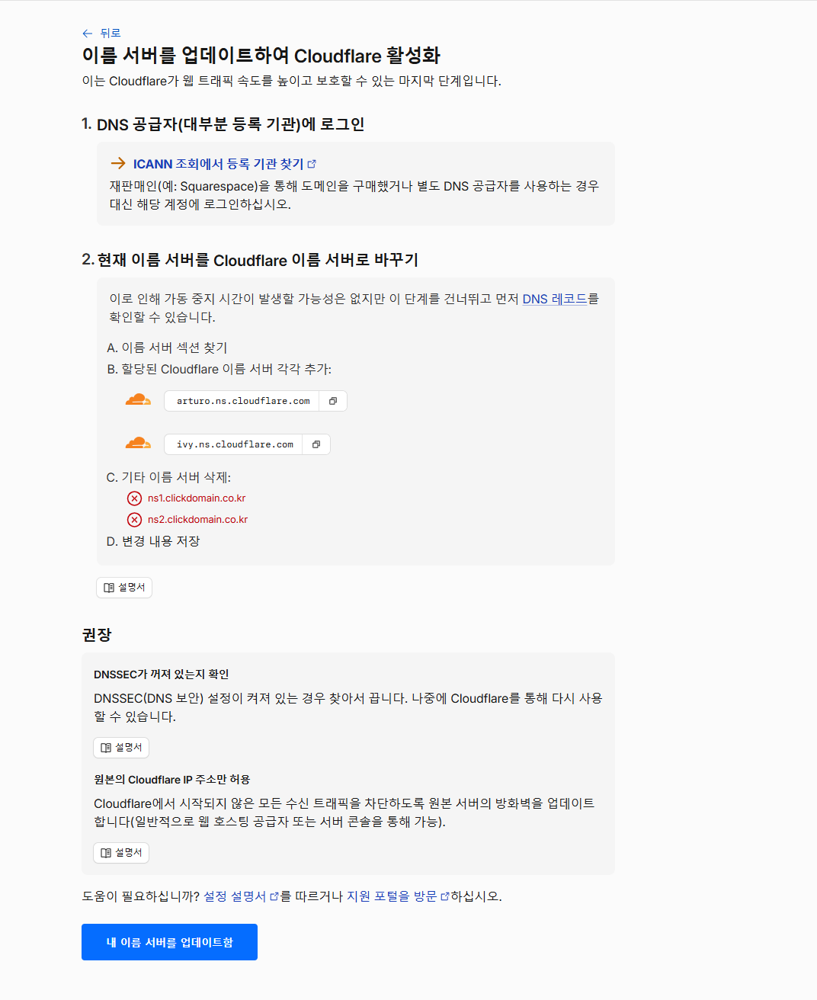 뒤로
이름 서버를 업데이트하여 Cloudflare 활성화
이는 Cloudflare가 웹 트래픽 속도를 높이고 보호할 수 있는 마지막 단계입니다.
1. DNS 공급자(대부분 등록 기관)에 로그인
ICANN 조회에서 등록 기관 찾기
재판매인(예: Squarespace)을 통해 도메인을 구매했거나 별도 DNS 공급자를 사용하는 경우
대신 해당 계정에 로그인하십시오.
2. 현재 이름 서버를 Cloudflare 이름 서버로 바꾸기
이로 인해 가동 중지 시간이 발생할 가능성은 없지만 이 단계를 건너뛰고 먼저 DNS 레코드를
확인할 수 있습니다.
A. 이름 서버 섹션 찾기
B. 할당된 Cloudflare 이름 서버 각각 추가:
arturo.ns.cloudflare.com
ivy.ns.cloudflare.com
C. 기타 이름 서버 삭제:
ns1.clickdomain.co.kr
ns2.clickdomain.co.kr
D. 변경 내용 저장
설명서
권장
DNSSEC가 꺼져 있는지 확인
DNSSEC(DNS 보안) 설정이 켜져 있는 경우 찾아서 끕니다. 나중에 Cloudflare를 통해 다시 사용
할 수 있습니다.
설명서
원본의 Cloudflare IP 주소만 허용
Cloudflare에서 시작되지 않은 모든 수신 트래픽을 차단하도록 원본 서버의 방화벽을 업데이트
합니다(일반적으로 웹 호스팅 공급자 또는 서버 콘솔을 통해 가능).
설명서
도움이 필요하십니까? 설정 설명서를 따르거나 지원 포털을 방문하십시오.
내 이름 서버를 업데이트함